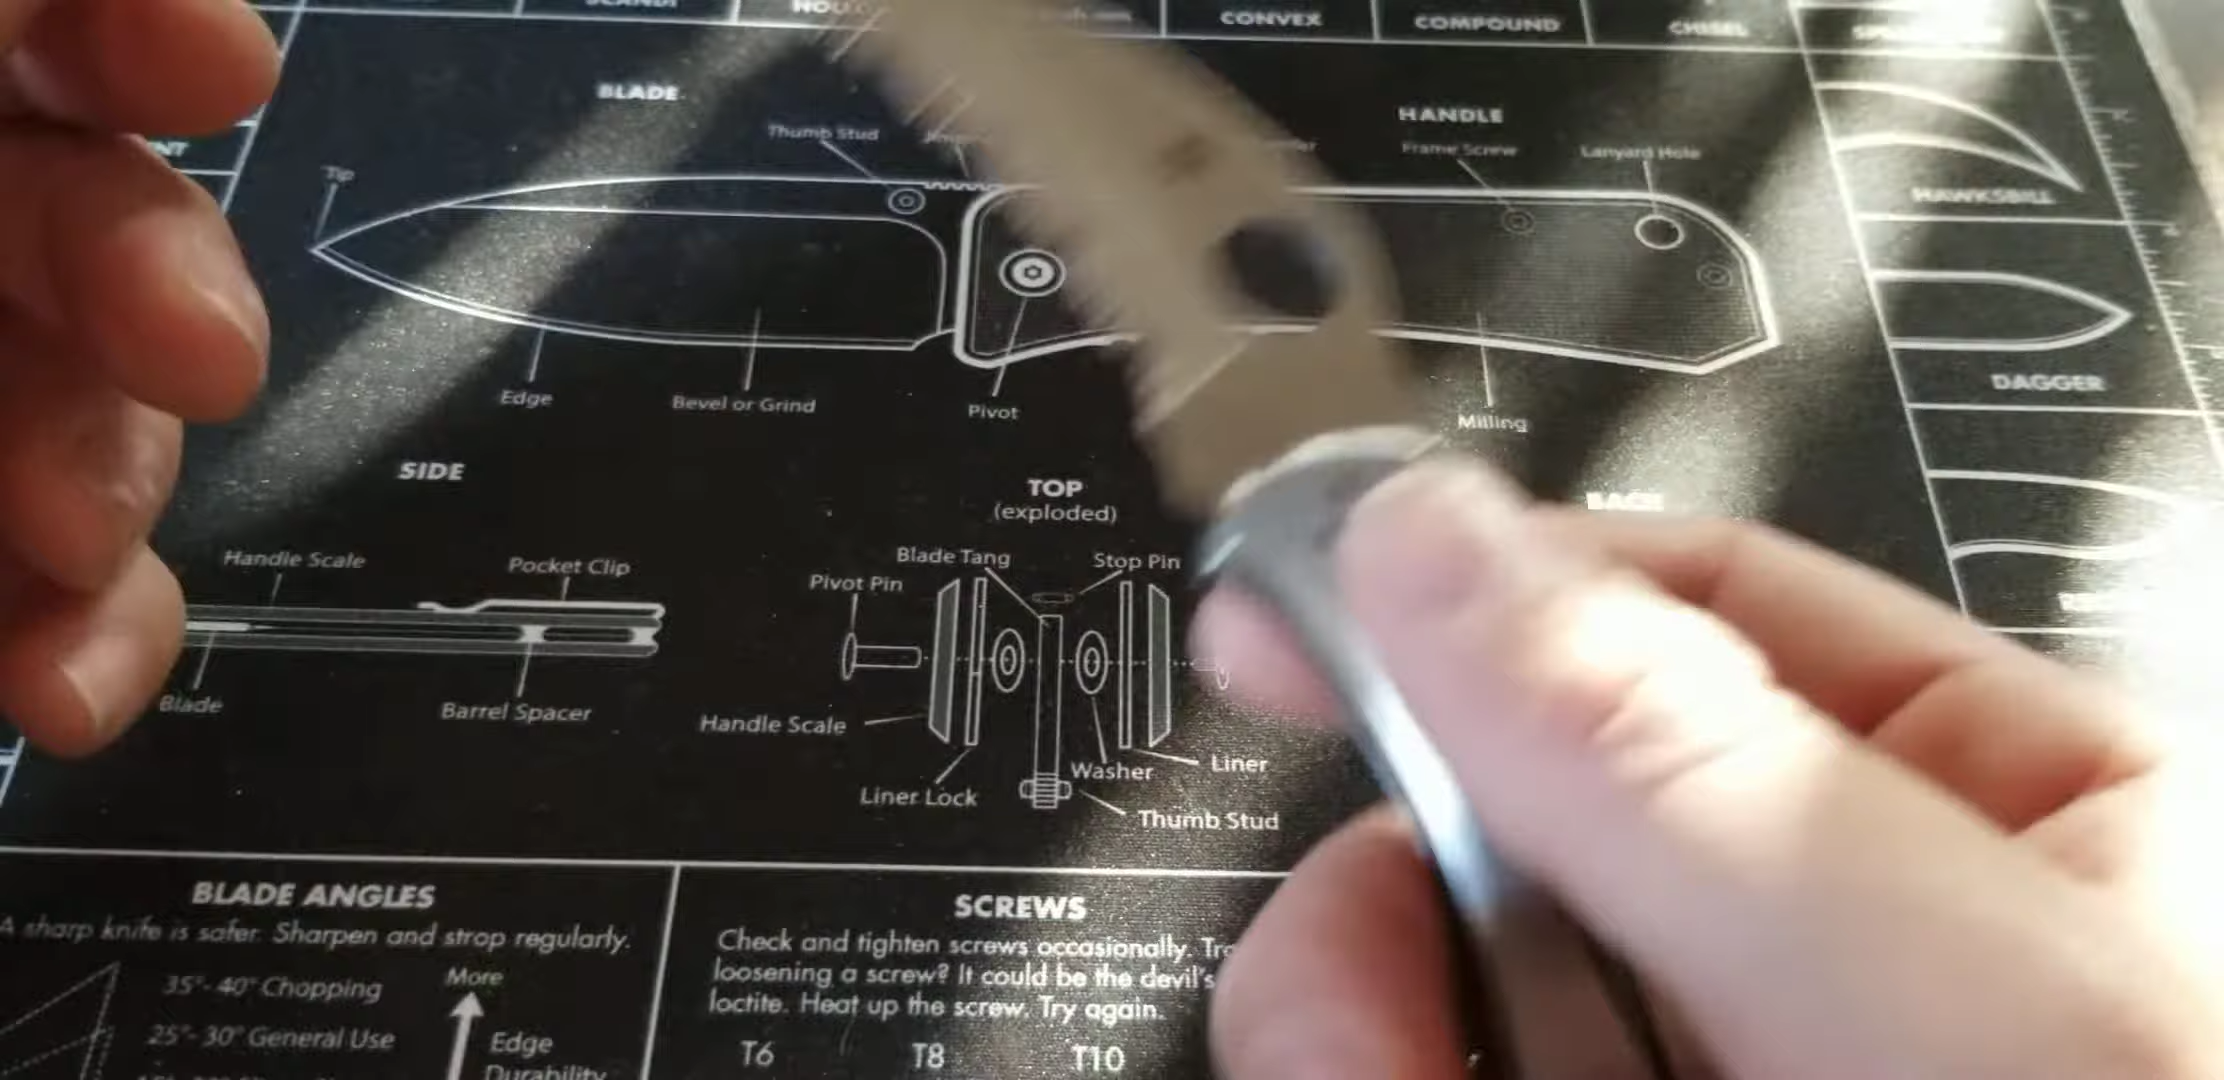 CONVEX
COMPOUND
CHISEL
BLADE
HANDLE
Thumb Stud
Frame Screw
Lanyard Hole
Tip
HAWKSBILL
DAGGER
Edge
Bevel or Grind
Pivot
Milling
SIDE
TOP
(exploded)
BACK
Handle Scale
Pocket Clip
Blade Tang
Stop Pin
Pivot Pin
Blade
Barrel Spacer
Handle Scale
Washer
Liner
Liner Lock
Thumb Stud
BLADE ANGLES
A sharp knife is safer. Sharpen and strop regularly.
35°- 40° Chopping
More
25°- 30° General Use
Edge
Durability
SCREWS
Check and tighten screws occasionally.
loosening a screw? It could be the devil's
loctite. Heat up the screw. Try again.
T6 T8 T10